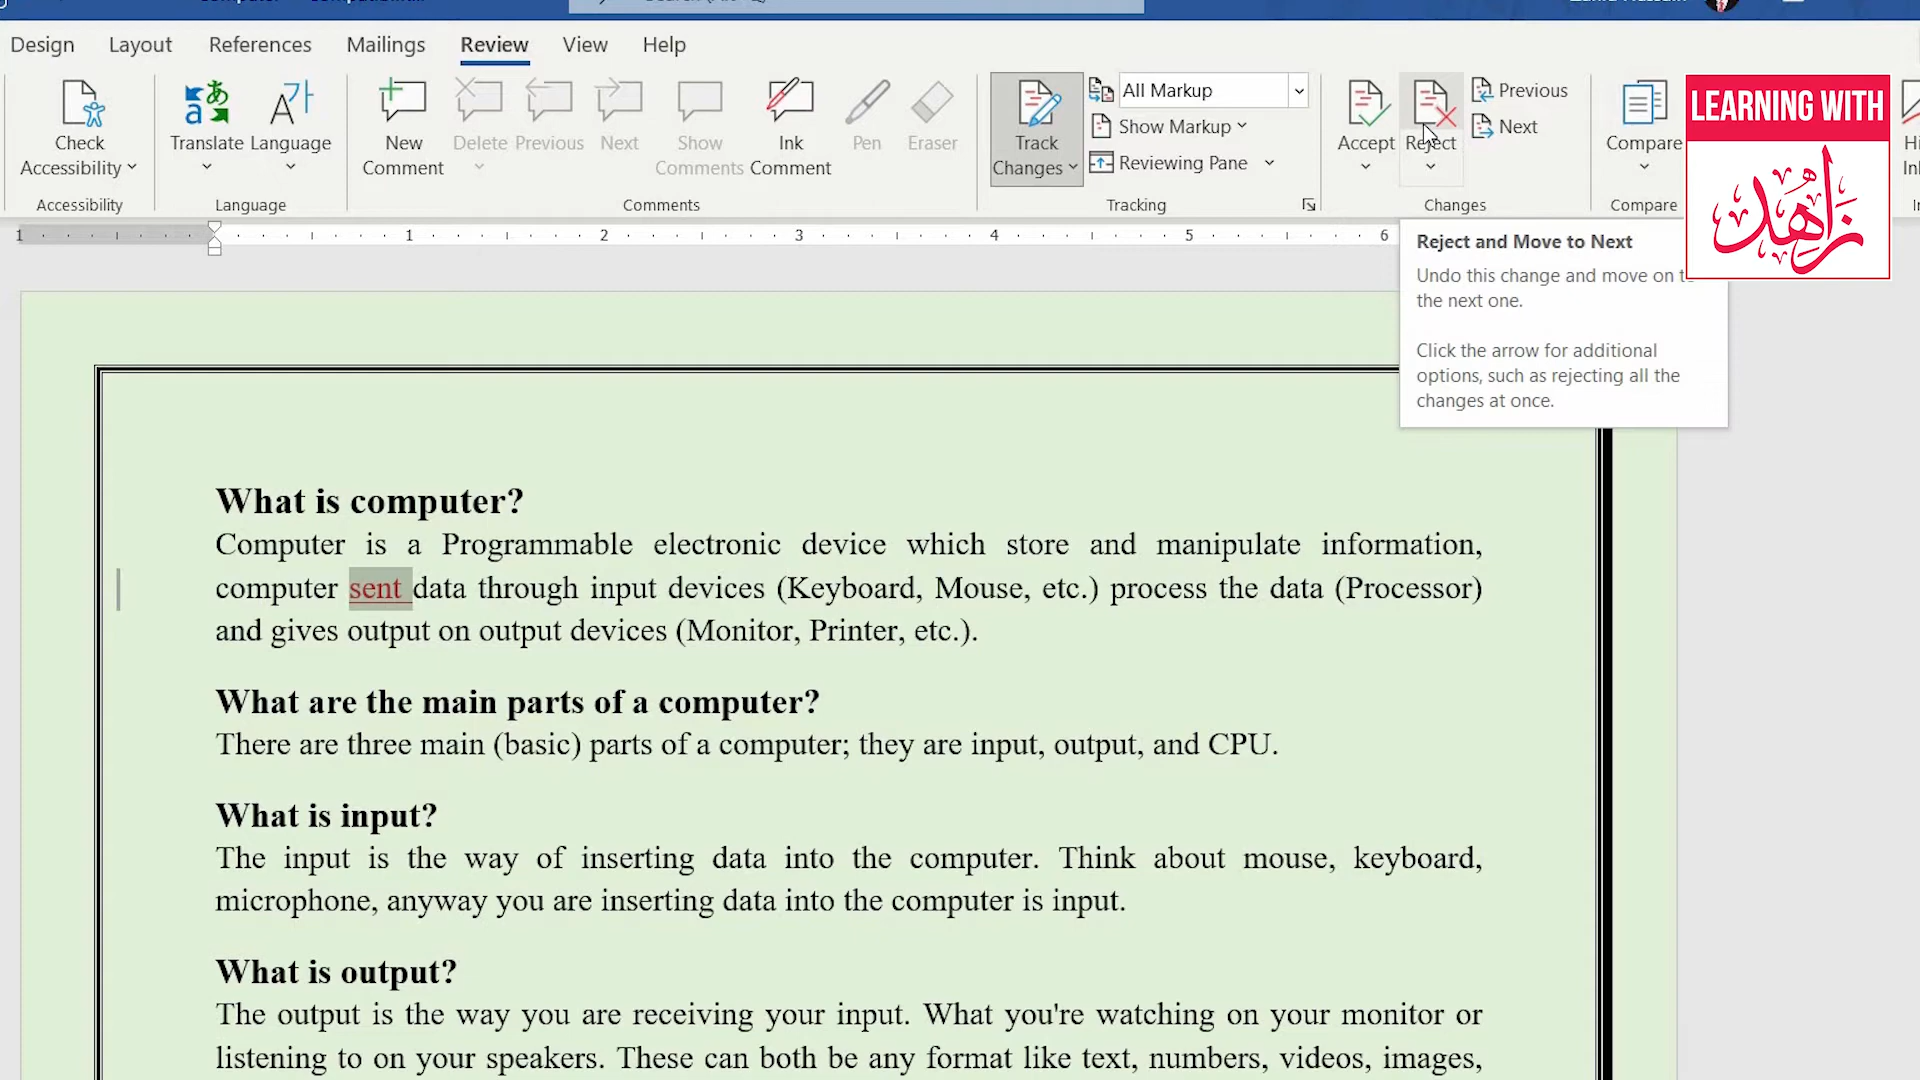 Design Layout References Mailings Review View Help
Check Accessibility
Translate
Language
New Comment
Delete
Previous
Next
Show Comments
Ink Comment
Pen
Eraser
Track Changes
All Markup
Show Markup
Reviewing Pane
Accept
Reject
Previous
Next
Compare
Accessibility
Language
Comments
Tracking
Changes
Compare
LEARNING WITH
زاهد
1 1 2 3 4 5 6
Reject and Move to Next
Undo this change and move on
the next one.
Click the arrow for additional
options, such as rejecting all the
changes at once.
What is computer?
Computer is a Programmable electronic device which store and manipulate information,
computer sent data through input devices (Keyboard, Mouse, etc.) process the data (Processor)
and gives output on output devices (Monitor, Printer, etc.).
What are the main parts of a computer?
There are three main (basic) parts of a computer; they are input, output, and CPU.
What is input?
The input is the way of inserting data into the computer. Think about mouse, keyboard,
microphone, anyway you are inserting data into the computer is input.
What is output?
The output is the way you are receiving your input. What you're watching on your monitor or
listening to on your speakers. These can both be any format like text, numbers, videos, images,